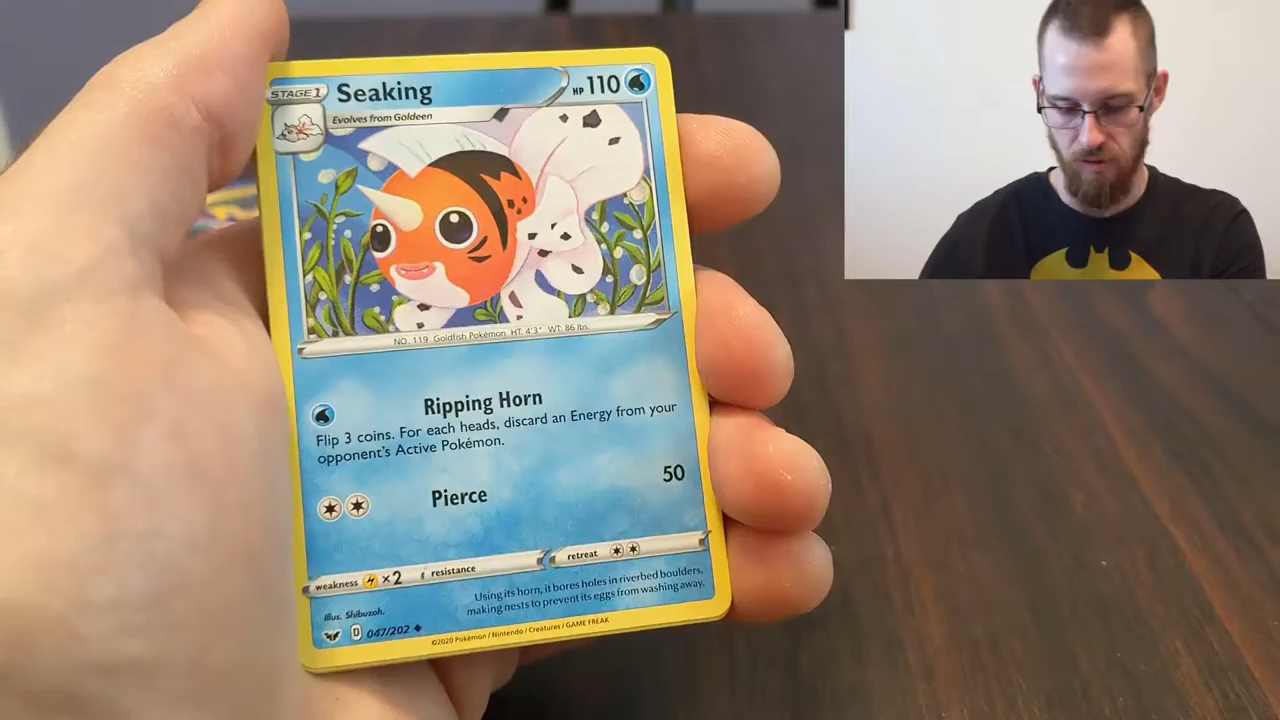 STAGE 1
Seaking
HP 110
Evolves from Goldeen
NO. 119 Goldfish Pokémon HT: 4'3" WT: 86 lbs.
Ripping Horn
Flip 3 coins. For each heads, discard an Energy from your
opponent's Active Pokémon.
Pierce 50
weakness ×2 resistance retreat
Using its horn, it bores holes in riverbed boulders,
making nests to prevent its eggs from washing away.
Illus. Shibuzoh.
D 047/202
©2020 Pokémon / Nintendo / Creatures / GAME FREAK